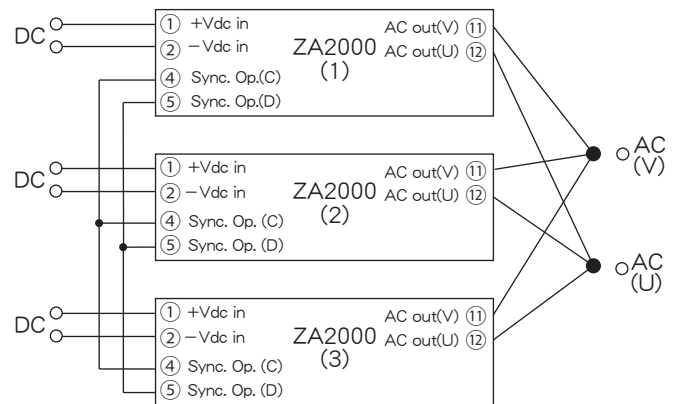 DC
① +Vdc in
② −Vdc in
④ Sync. Op.(C)
⑤ Sync. Op.(D)
ZA2000
(1)
AC out(V) ⑪
AC out(U) ⑫
DC
① +Vdc in
② −Vdc in
④ Sync. Op. (C)
⑤ Sync. Op. (D)
ZA2000
(2)
AC out(V) ⑪
AC out(U) ⑫
DC
① +Vdc in
② −Vdc in
④ Sync. Op. (C)
⑤ Sync. Op. (D)
ZA2000
(3)
AC out(V) ⑪
AC out(U) ⑫
AC
(V)
AC
(U)